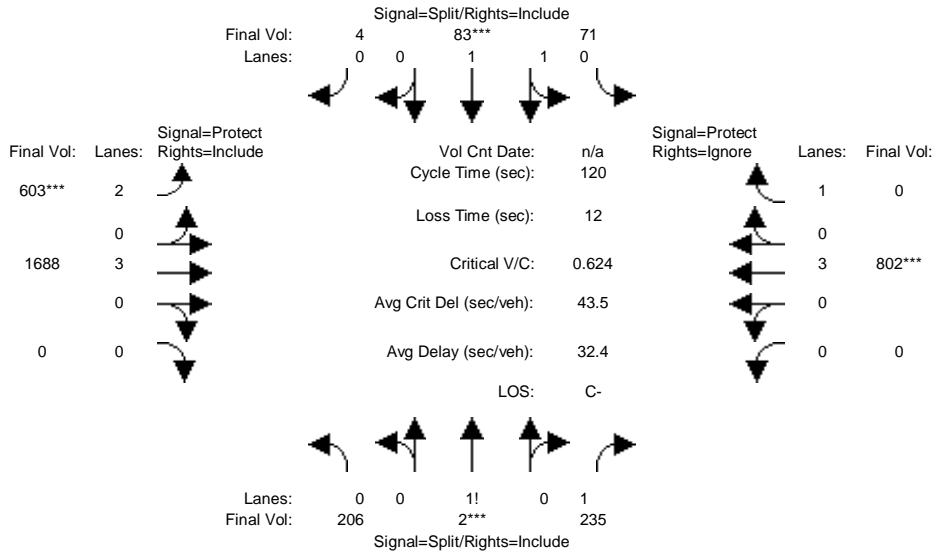 Signal=Split/Rights=Include
Final Vol: 4 83*** 71
Lanes: 0 0 1 1 0
Signal=Protect Signal=Protect
Final Vol: Lanes: Rights=Include Vol Cnt Date: n/a Rights=Ignore Lanes: Final Vol:
Cycle Time (sec): 120
603*** 2 1 0
Loss Time (sec): 12
0 0
1688 3 Critical V/C: 0.624 3 802***
0 Avg Crit Del (sec/veh): 43.5 0
0 0 Avg Delay (sec/veh): 32.4 0 0
LOS: C-
Lanes: 0 0 1! 0 1
Final Vol: 206 2*** 235
Signal=Split/Rights=Include